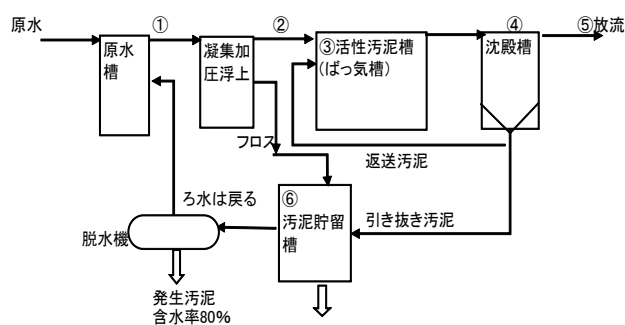 原水
①
②
④
⑤放流
原水
槽
凝集加
圧浮上
③活性汚泥槽
(ばっ気槽)
沈殿槽
フロス
返送汚泥
⑥
汚泥貯留
槽
ろ水は戻る
引き抜き汚泥
脱水機
発生汚泥
含水率80%